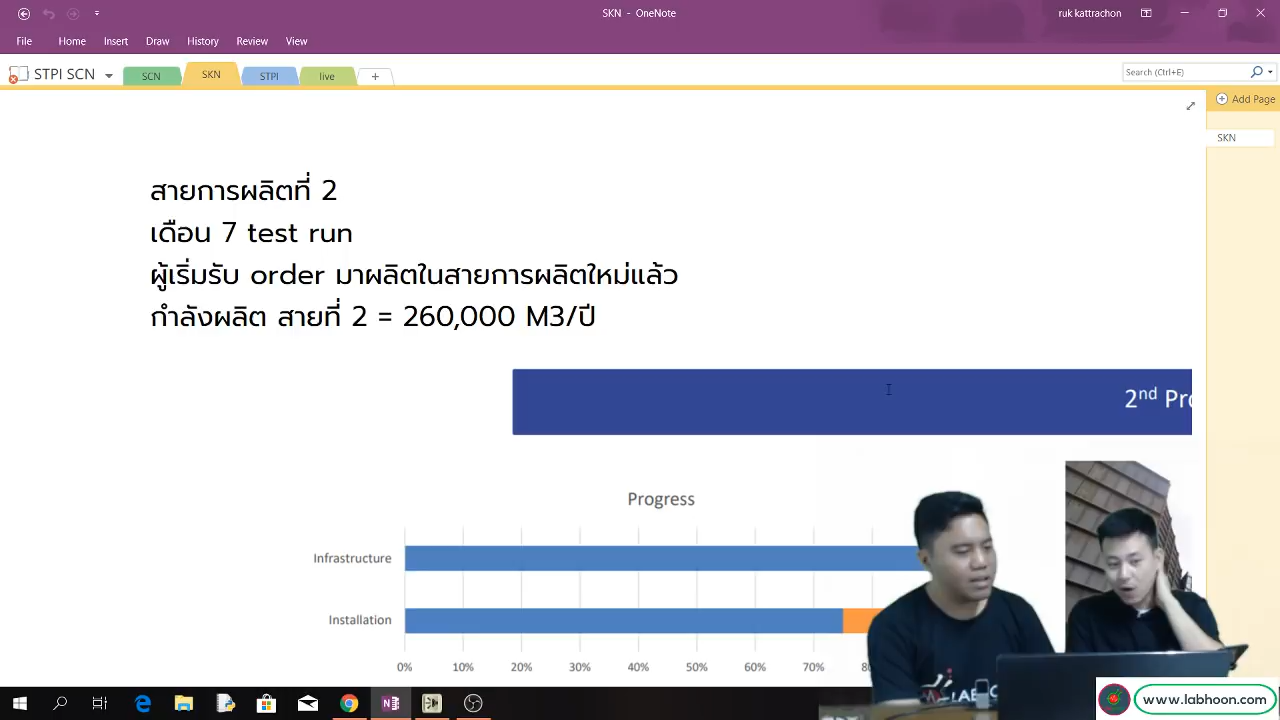 SKN - OneNote
ruk kattrachon
File Home Insert Draw History Review View
STPI SCN SCN SKN STPI live
Search (Ctrl+E)
Add Page
SKN
สายการผลิตที่ 2
เดือน 7 test run
ผู้เริ่มรับ order มาผลิตในสายการผลิตใหม่แล้ว
กำลังผลิต สายที่ 2 = 260,000 M3/ปี
2nd
Progress
Infrastructure
Installation
0% 10% 20% 30% 40% 50% 60% 70%
www.labhoon.com